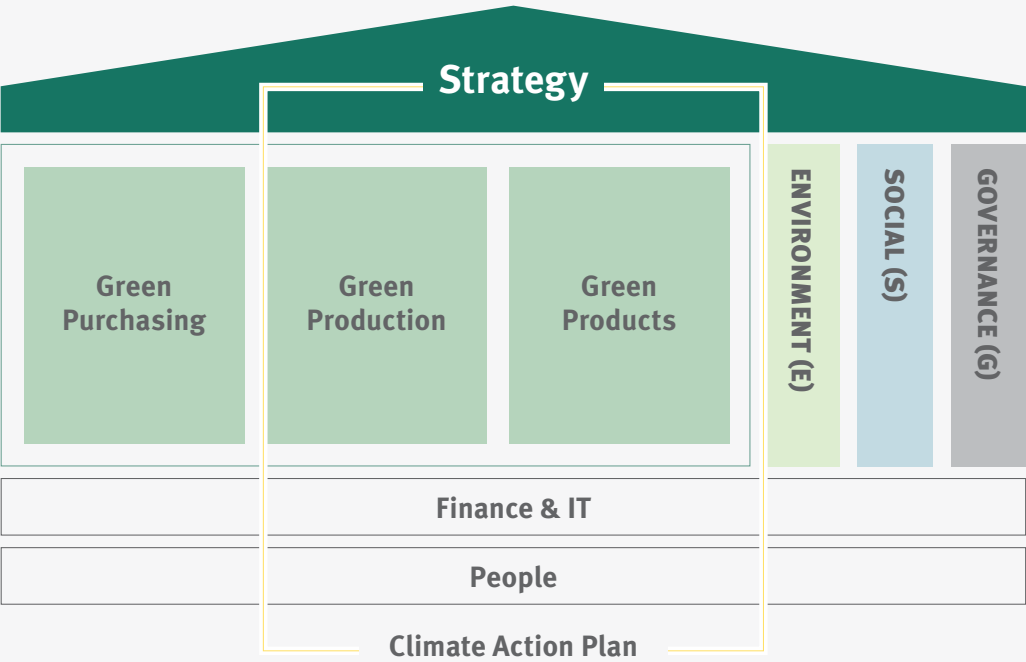 Strategy
Green
Purchasing
Green
Production
Green
Products
ENVIRONMENT (E)
SOCIAL (S)
GOVERNANCE (G)
Finance & IT
People
Climate Action Plan